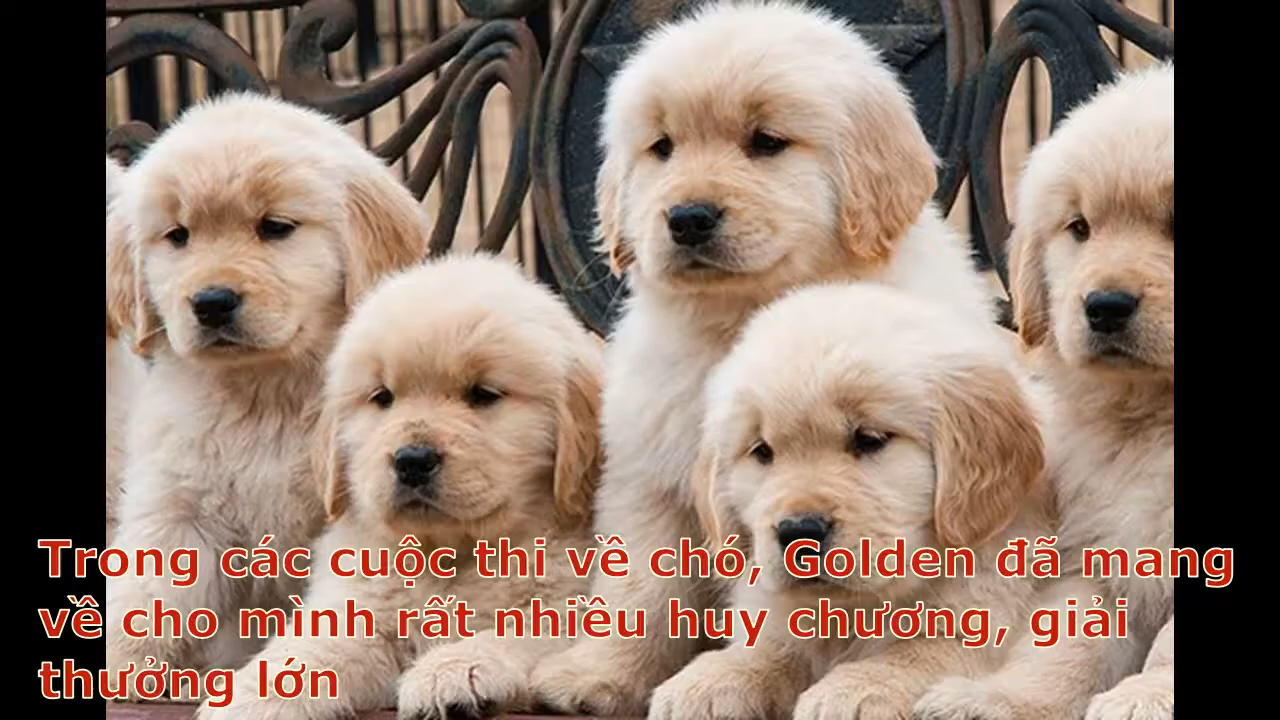 Trong các cuộc thi về chó, Golden đã mang
về cho mình rất nhiều huy chương, giải
thưởng lớn